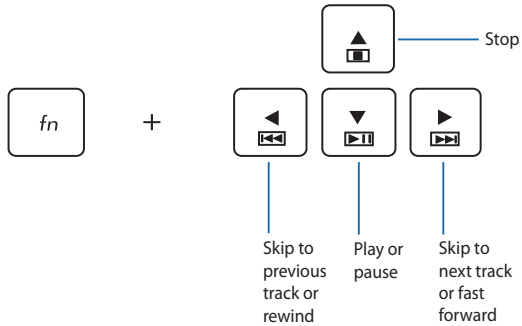 Stop
fn +
Skip to
previous
track or
rewind
Play or
pause
Skip to
next track
or fast
forward